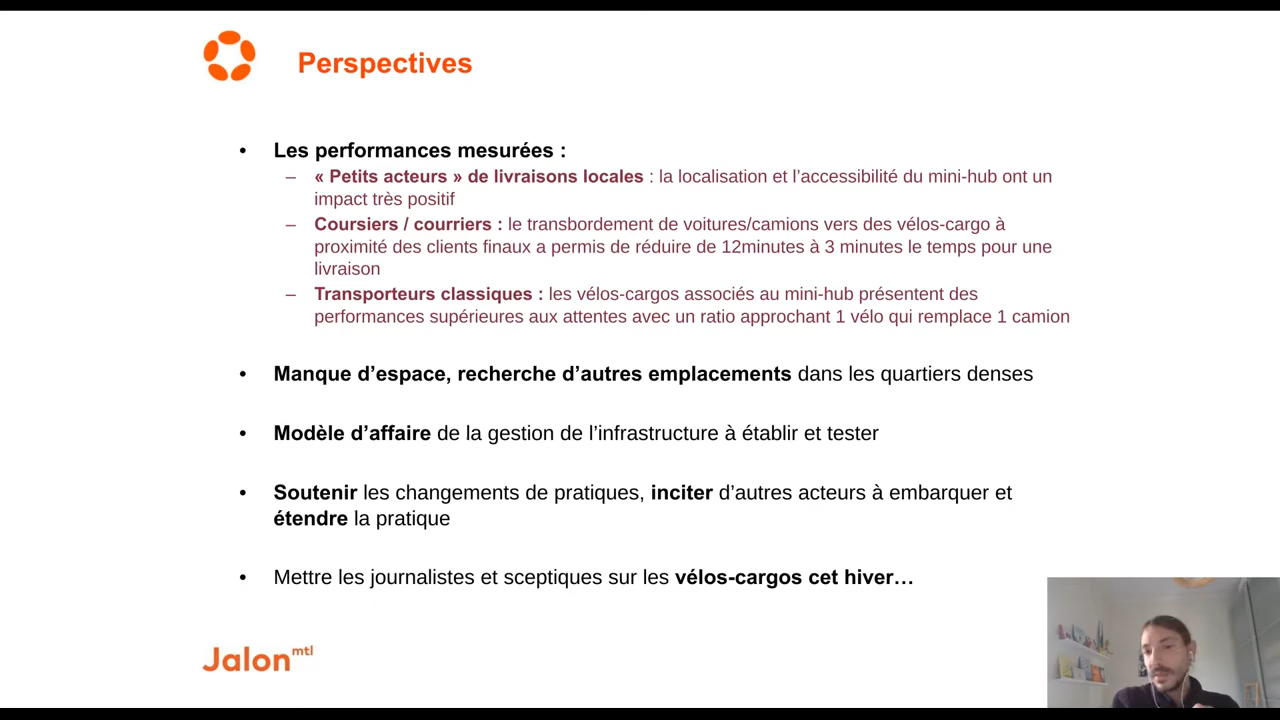 Perspectives
• Les performances mesurées :
– « Petits acteurs » de livraisons locales : la localisation et l’accessibilité du mini-hub ont un
impact très positif
– Coursiers / courriers : le transbordement de voitures/camions vers des vélos-cargo à
proximité des clients finaux a permis de réduire de 12minutes à 3 minutes le temps pour une
livraison
– Transporteurs classiques : les vélos-cargos associés au mini-hub présentent des
performances supérieures aux attentes avec un ratio approchant 1 vélo qui remplace 1 camion
• Manque d’espace, recherche d’autres emplacements dans les quartiers denses
• Modèle d’affaire de la gestion de l’infrastructure à établir et tester
• Soutenir les changements de pratiques, inciter d’autres acteurs à embarquer et
étendre la pratique
• Mettre les journalistes et sceptiques sur les vélos-cargos cet hiver…
Jalon mtl